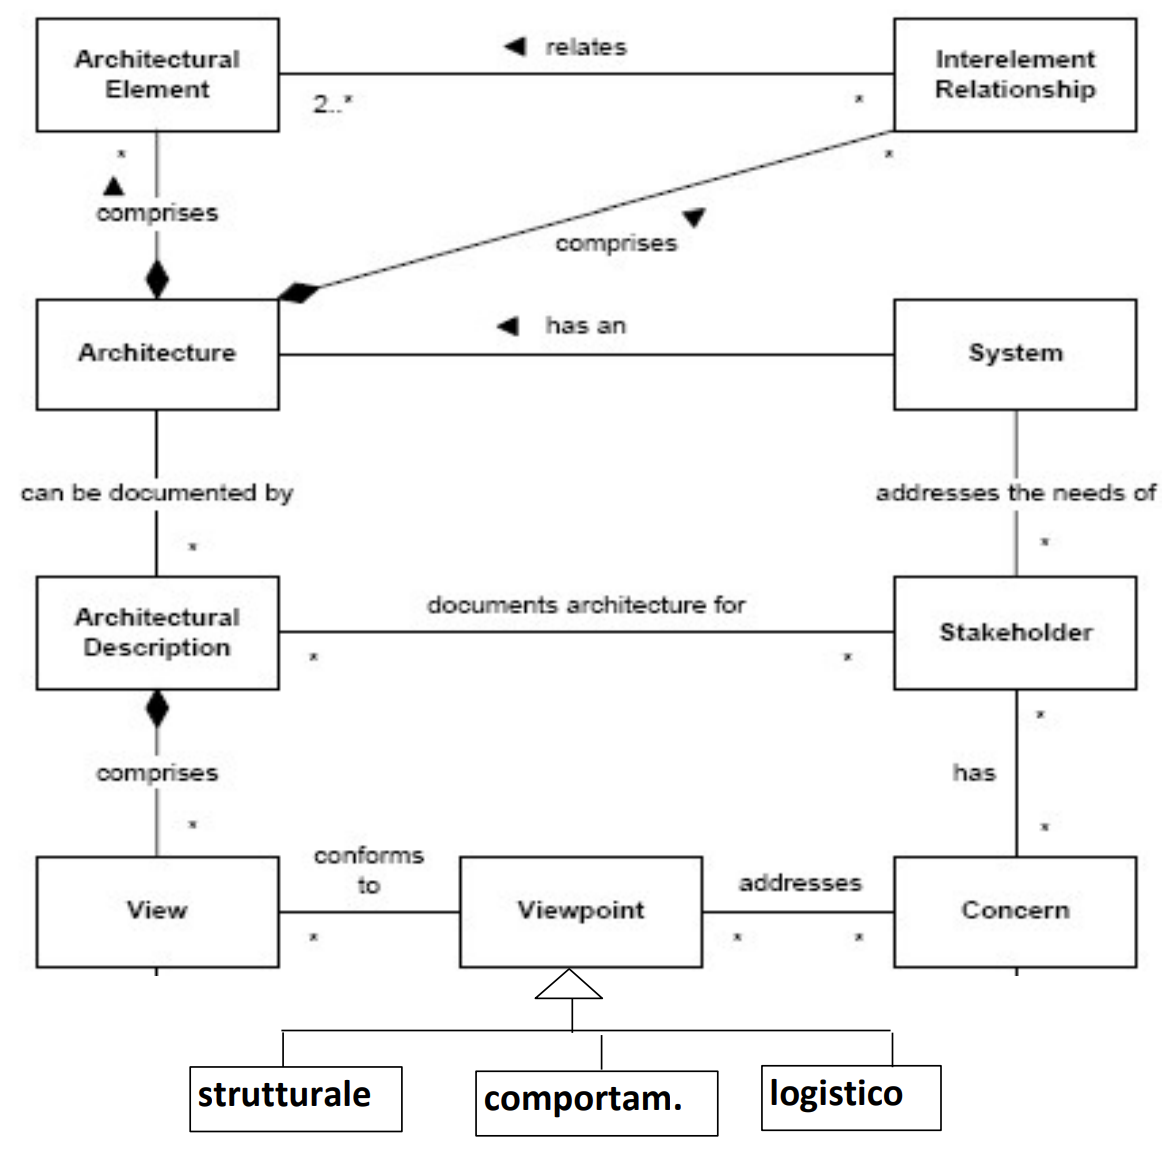 Architectural
Element
relates
Interelement
Relationship
2..*
*
*
*
comprises
comprises
Architecture
has an
System
can be documented by
addresses the needs of
*
*
Architectural
Description
documents architecture for
Stakeholder
*
*
*
comprises
has
*
*
View
conforms
to
*
Viewpoint
addresses
*
*
Concern
strutturale
comportam.
logistico